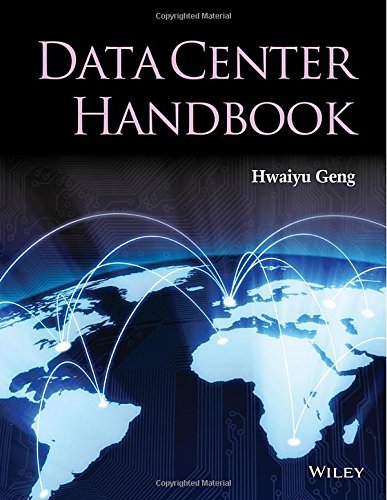 Copyrighted Material
DATA CENTER
HANDBOOK
Hwaiyu Geng
WILEY
Copyrighted Material